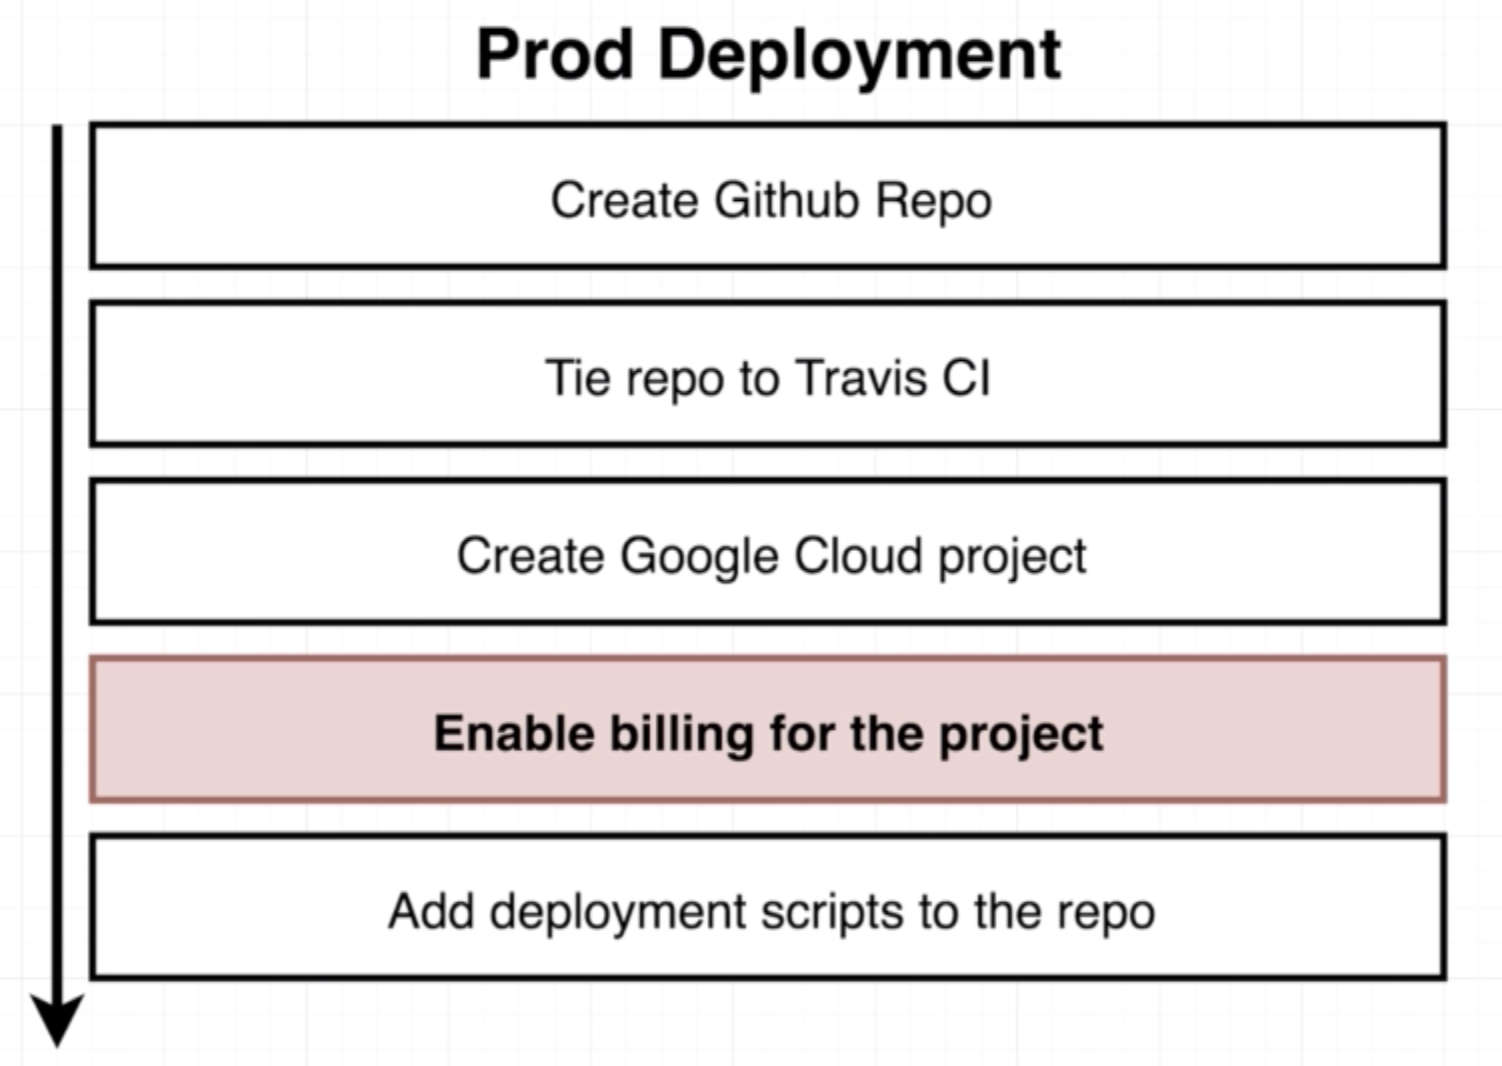 Prod Deployment
Create Github Repo
Tie repo to Travis CI
Create Google Cloud project
Enable billing for the project
Add deployment scripts to the repo